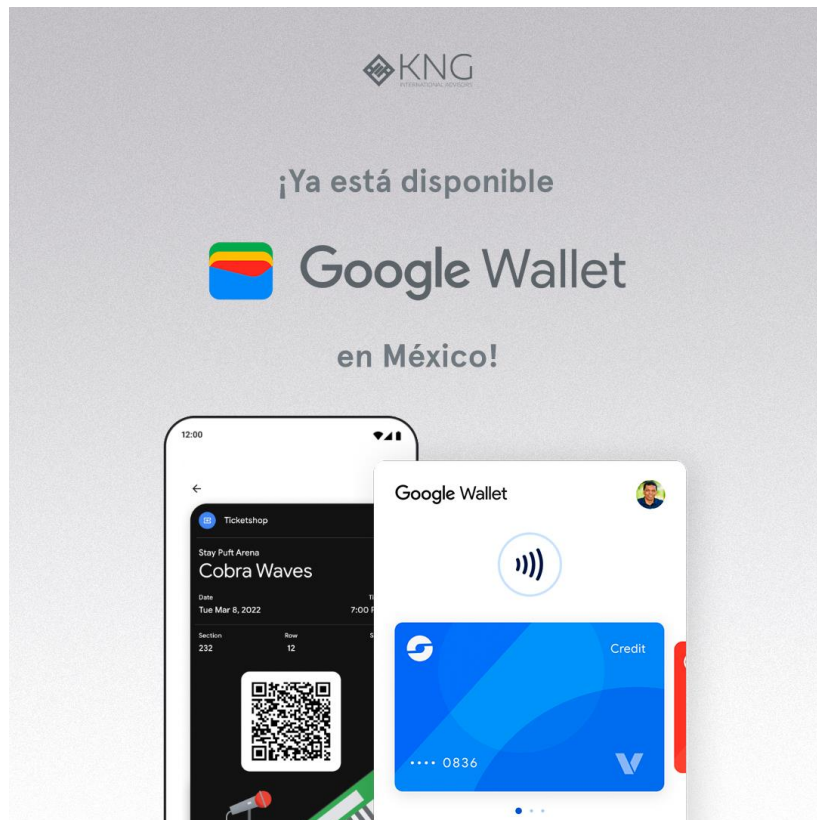 KNG
INTERNATIONAL ADVISORS
¡Ya está disponible
Google Wallet
en México!
12:00
Ticketshop
Stay Puft Arena
Cobra Waves
Date
Tue Mar 8, 2022
7:00
Section
Row
232
12
Google Wallet
Credit
•••• 0836